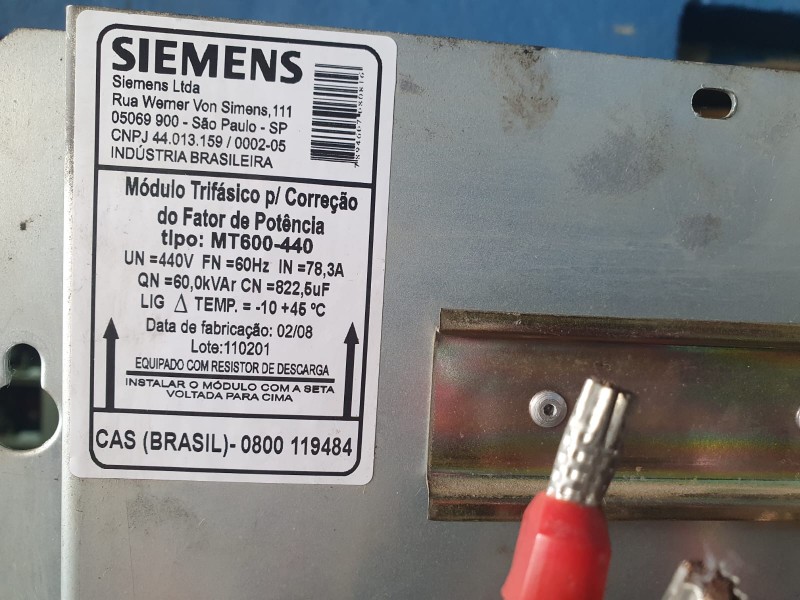 SIEMENS
Siemens Ltda
Rua Werner Von Simens,111
05069 900 - São Paulo - SP
CNPJ 44.013.159 / 0002-05
INDÚSTRIA BRASILEIRA
Módulo Trifásico p/ Correção
do Fator de Potência
tipo: MT600-440
UN =440V FN =60Hz IN =78,3A
QN =60,0kVAr CN =822,5uF
LIG Δ TEMP. = -10 +45 ºC
Data de fabricação: 02/08
Lote:110201
EQUIPADO COM RESISTOR DE DESCARGA
INSTALAR O MÓDULO COM A SETA
VOLTADA PARA CIMA
CAS (BRASIL)- 0800 119484